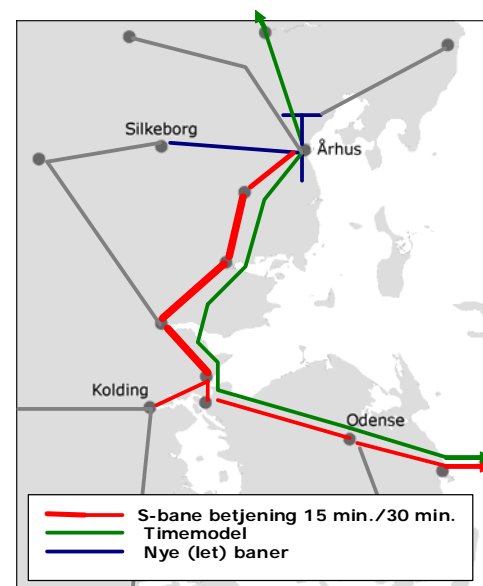 Silkeborg
Århus
Kolding
Odense
S-bane betjening 15 min./30 min.
Timemodel
Nye (let) baner